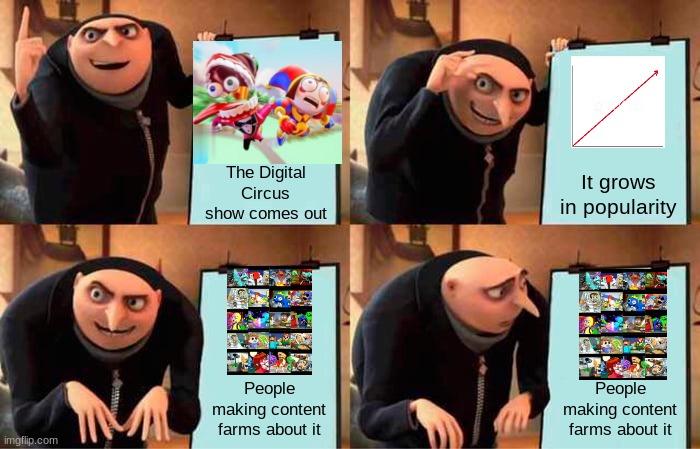 The Digital
Circus
show comes out
It grows
in popularity
People
making content
farms about it
People
making content
farms about it
imgflip.com